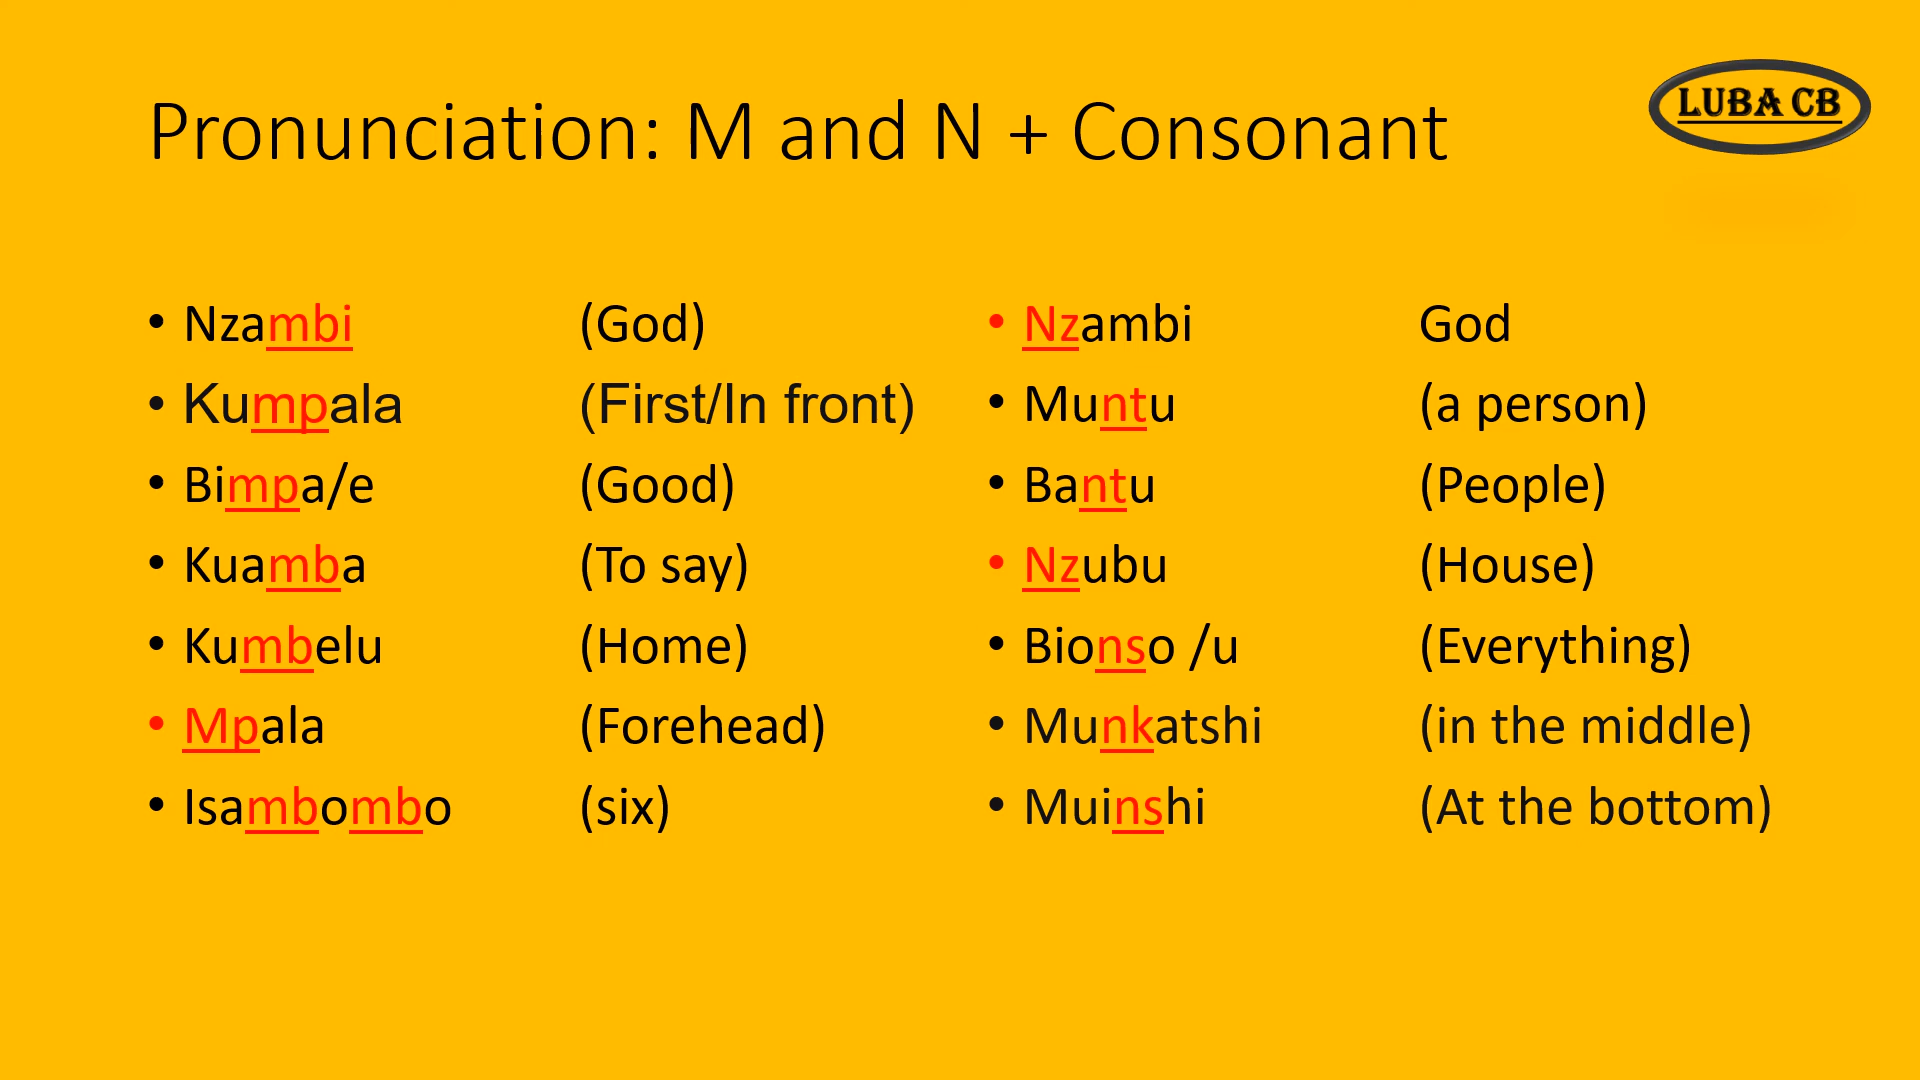 Pronunciation: M and N + Consonant
LUBA CB
• Nzambi (God)
• Kumpala (First/In front)
• Bimpa/e (Good)
• Kuamba (To say)
• Kumbelu (Home)
• Mpala (Forehead)
• Isambombo (six)
• Nzambi God
• Muntu (a person)
• Bantu (People)
• Nzubu (House)
• Bionso /u (Everything)
• Munkatshi (in the middle)
• Muinshi (At the bottom)